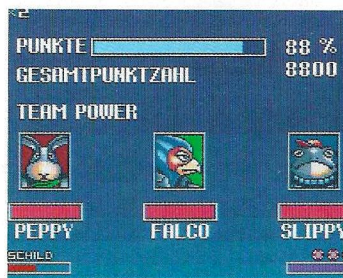 PUNKTE 88 %
GESAMTPUNKTZAHL 8800
TEAM POWER
PEPPY FALCO SLIPPY
SCHILD